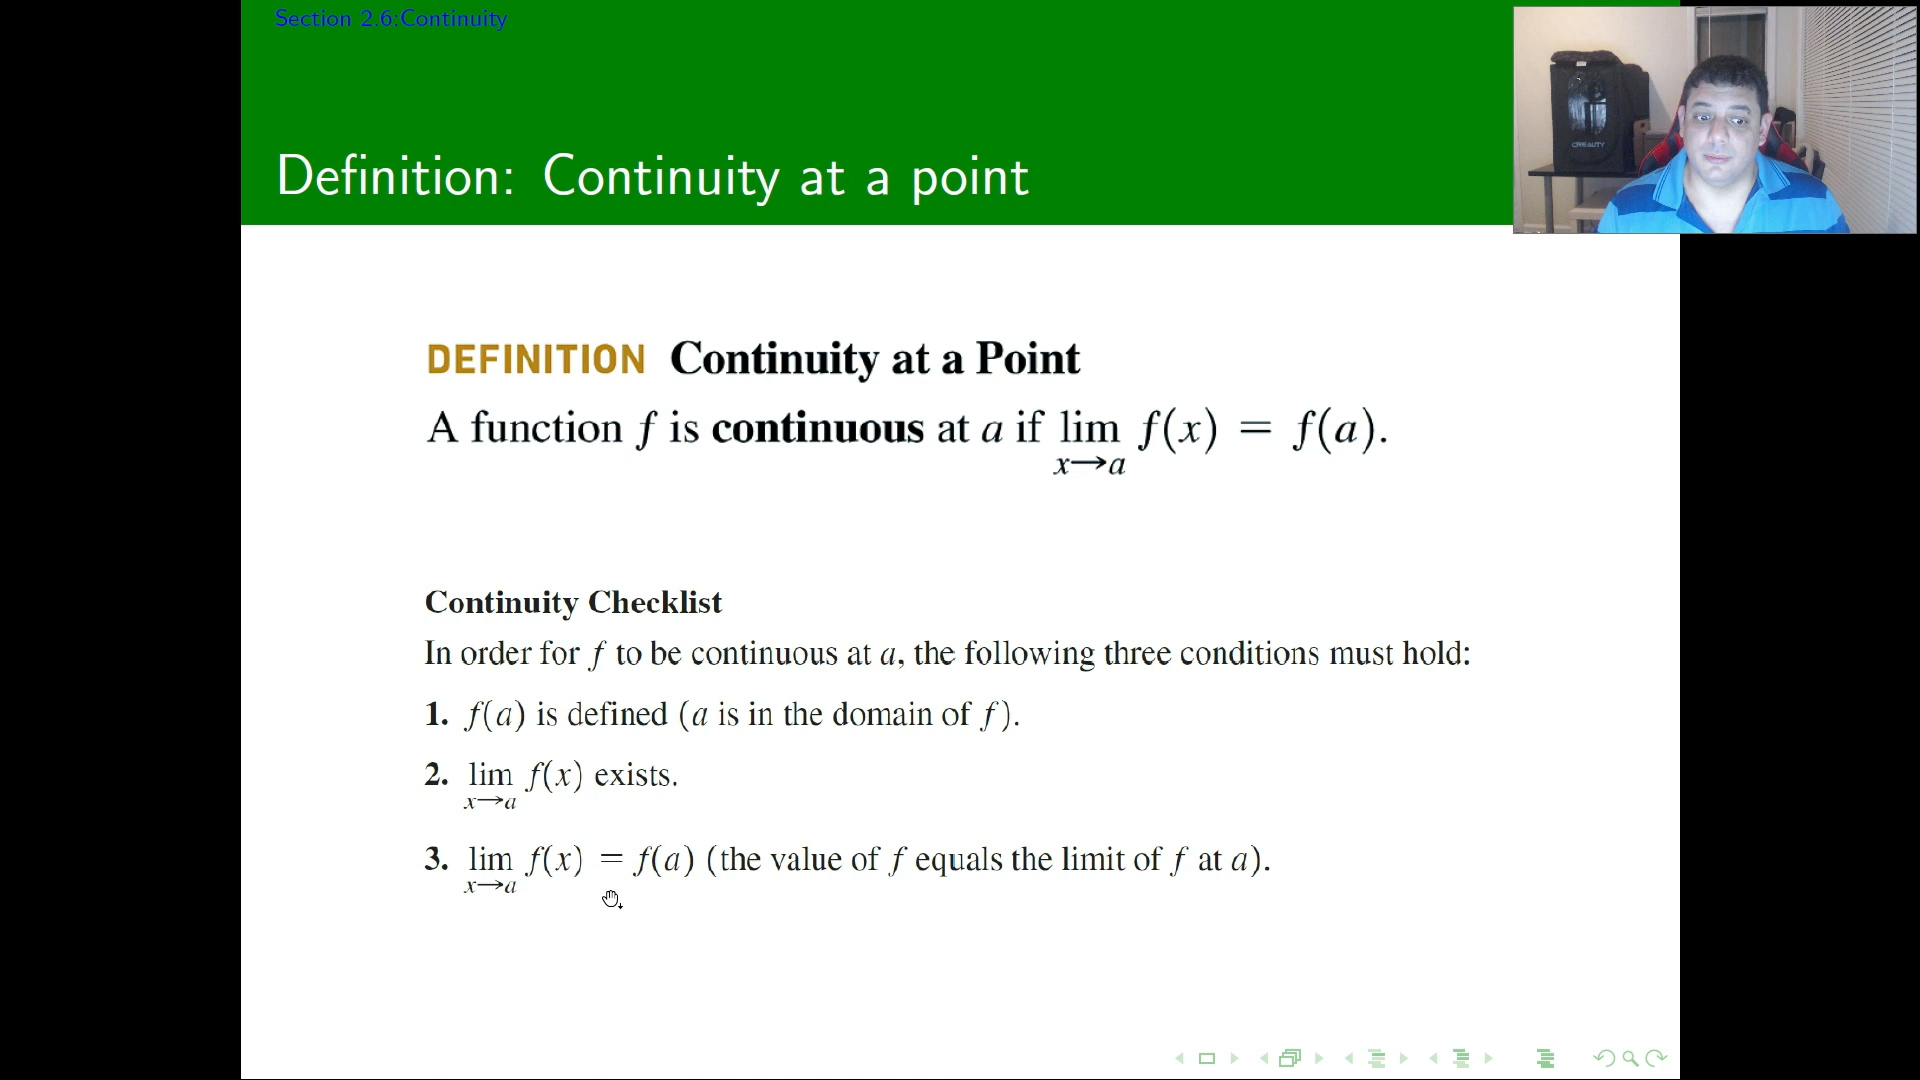 Section 2.6:Continuity
Definition: Continuity at a point
CREALITY
DEFINITION Continuity at a Point
A function f is continuous at a if lim f(x) = f(a).
x→a
Continuity Checklist
In order for f to be continuous at a, the following three conditions must hold:
1. f(a) is defined (a is in the domain of f).
2. lim f(x) exists.
x→a
3. lim f(x) = f(a) (the value of f equals the limit of f at a).
x→a